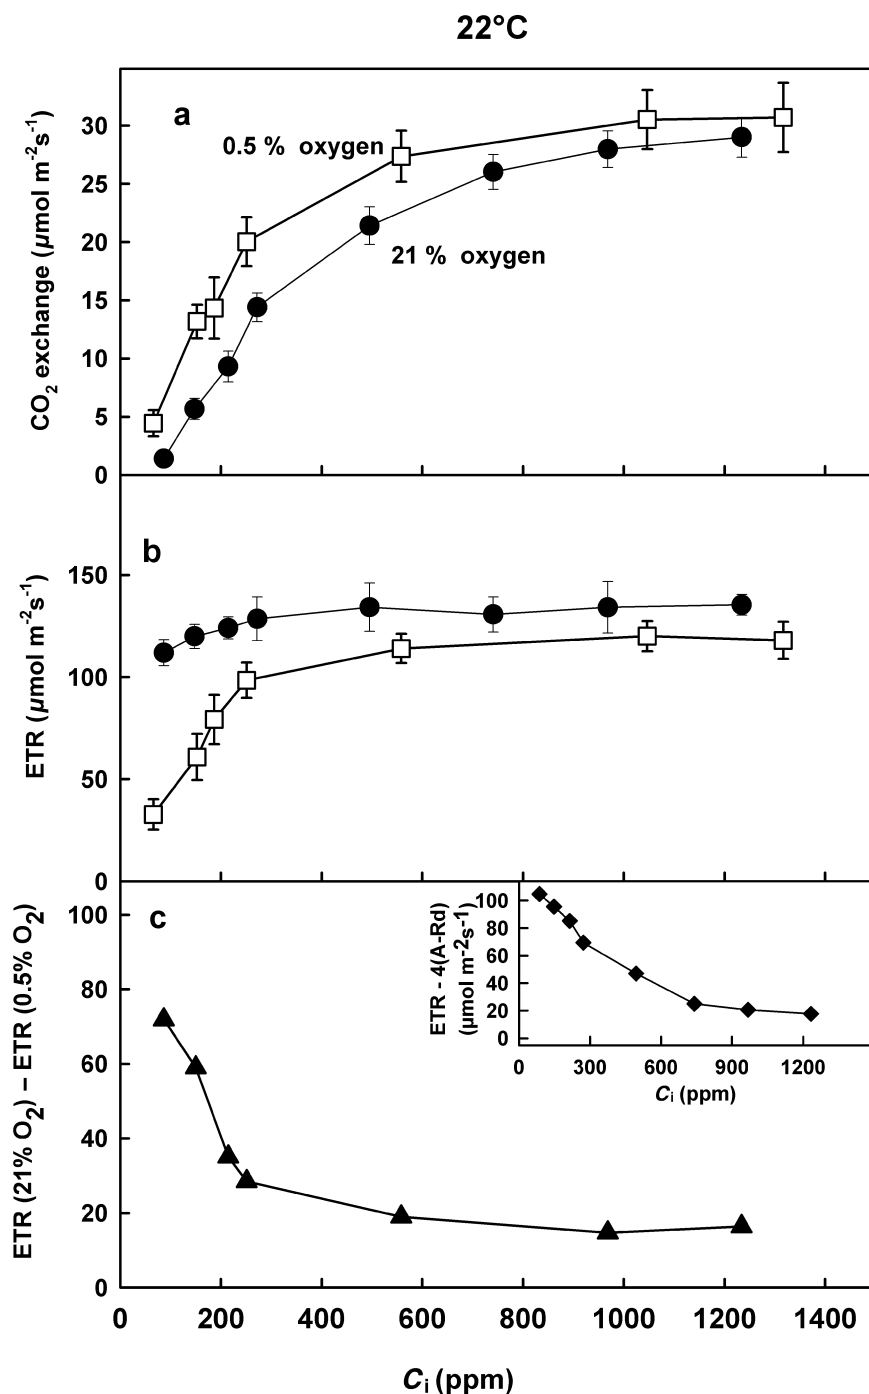 22°C
a
0.5 % oxygen
21 % oxygen
CO2 exchange (µmol m-2s-1)
30
25
20
15
10
5
0
b
ETR (µmol m-2s-1)
150
100
50
0
c
ETR (21% O2) – ETR (0.5% O2)
100
80
60
40
20
0
ETR - 4(A-Rd)
(µmol m-2s-1)
100
80
60
40
20
0
0 300 600 900 1200
Ci (ppm)
0 200 400 600 800 1000 1200 1400
Ci (ppm)